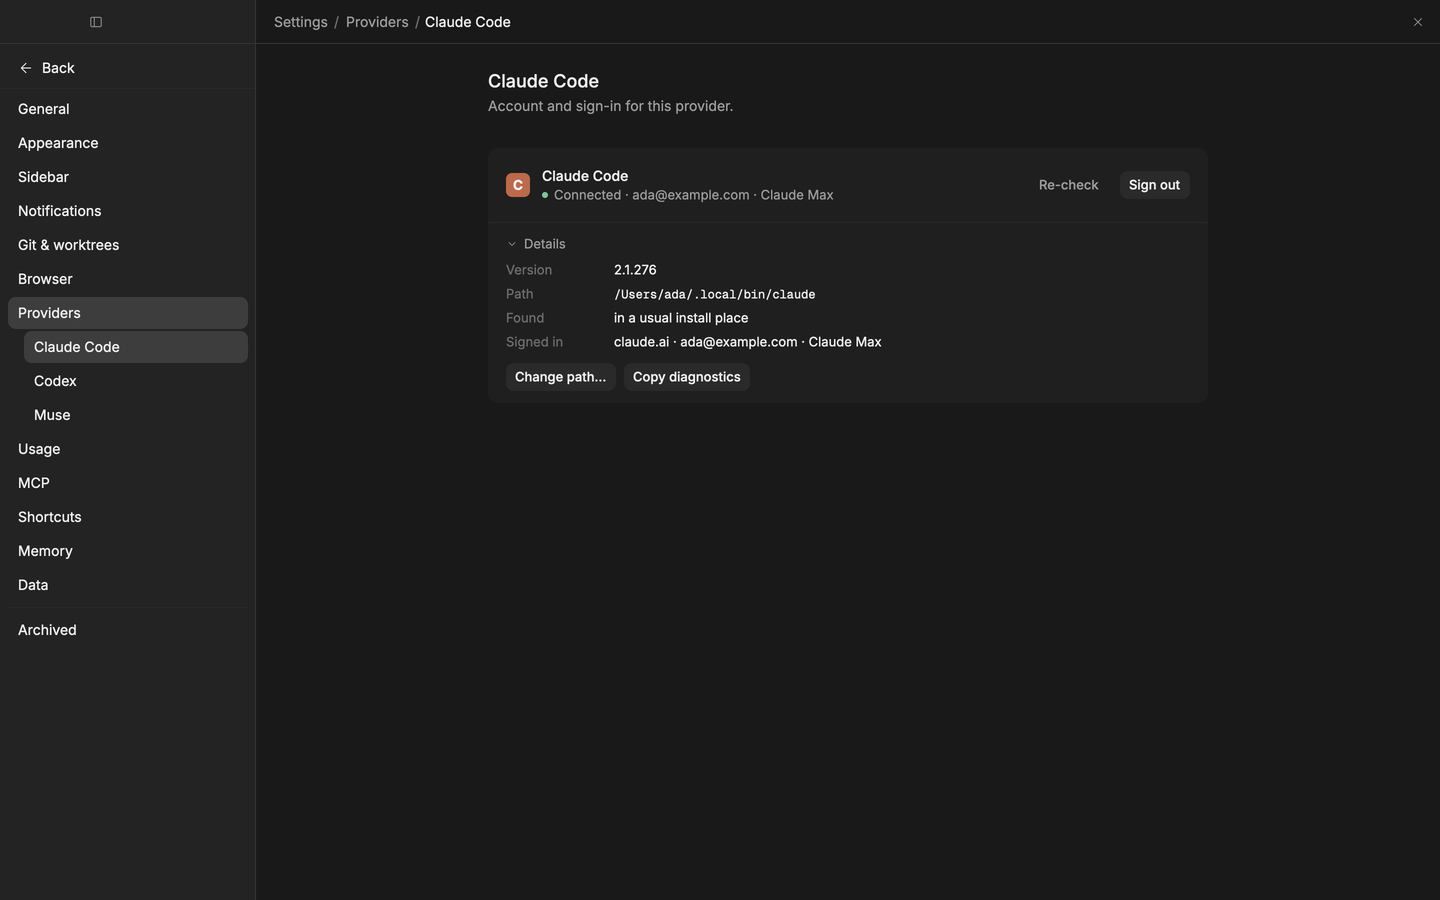 Settings / Providers / Claude Code
Back
General
Appearance
Sidebar
Notifications
Git & worktrees
Browser
Providers
Claude Code
Codex
Muse
Usage
MCP
Shortcuts
Memory
Data
Archived
Claude Code
Account and sign-in for this provider.
C
Claude Code
Connected · ada@example.com · Claude Max
Re-check
Sign out
Details
Version 2.1.276
Path /Users/ada/.local/bin/claude
Found in a usual install place
Signed in claude.ai · ada@example.com · Claude Max
Change path...
Copy diagnostics